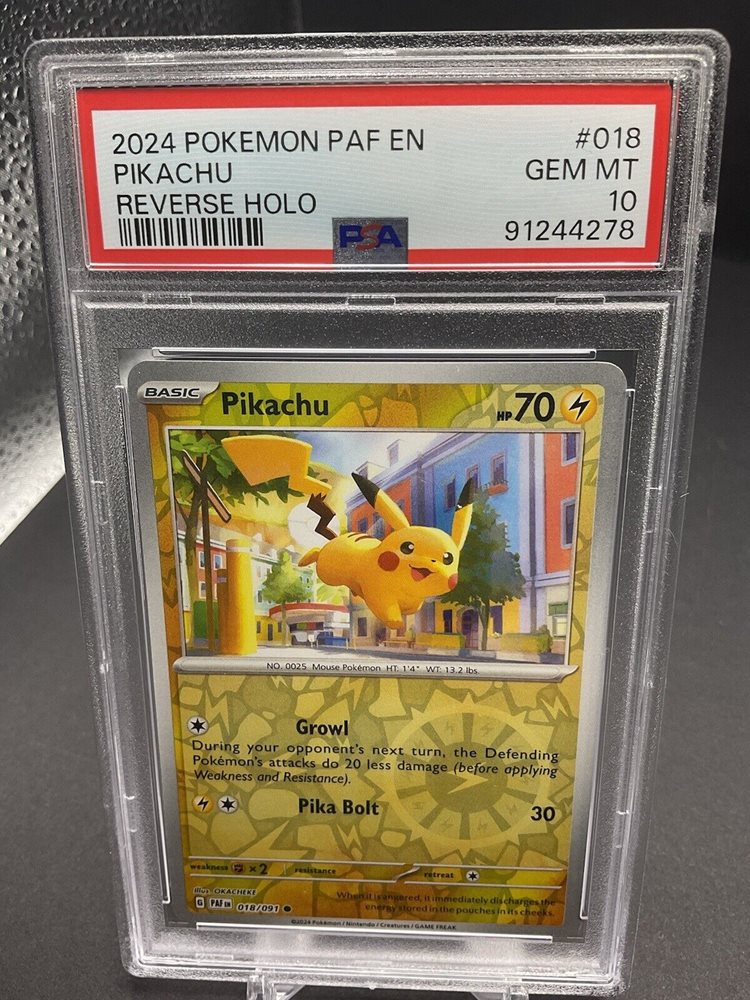 2024 POKEMON PAF EN #018
PIKACHU GEM MT
REVERSE HOLO 10
PSA 91244278
BASIC Pikachu HP 70
NO. 0025 Mouse Pokémon HT: 1'4" WT: 13.2 lbs.
Growl
During your opponent's next turn, the Defending
Pokémon's attacks do 20 less damage (before applying
Weakness and Resistance).
Pika Bolt 30
weakness ×2 resistance retreat
Illus. OKACHEKE
G PAF EN 018/091
When it is angered, it immediately discharges the
energy stored in the pouches in its cheeks.
©2024 Pokémon / Nintendo / Creatures / GAME FREAK